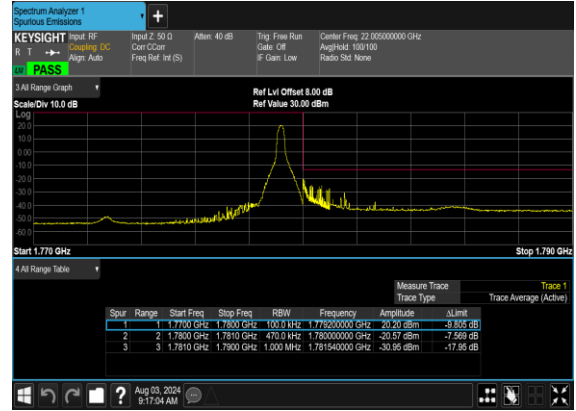 Spectrum Analyzer 1
Spurious Emissions
KEYSIGHT Input: RF Input Z: 50 Ω Atten: 40 dB Trig: Free Run Center Freq: 22.005000000 GHz
R T Coupling: DC Corr CCorr Gate: Off Avg|Hold: 100/100
Align: Auto Freq Ref: Int (S) IF Gain: Low Radio Std: None
LXI PASS
3 All Range Graph Ref Lvl Offset 8.00 dB
Scale/Div 10.0 dB Ref Value 30.00 dBm
Log
20.0
10.0
0.00
-10.0
-20.0
-30.0
-40.0
-50.0
-60.0
Start 1.770 GHz Stop 1.790 GHz
4 All Range Table
Measure Trace Trace 1
Trace Type Trace Average (Active)
Spur Range Start Freq Stop Freq RBW Frequency Amplitude ΔLimit
1 1 1.7700 GHz 1.7800 GHz 100.0 kHz 1.779200000 GHz 20.20 dBm -9.805 dB
2 2 1.7800 GHz 1.7810 GHz 470.0 kHz 1.780000000 GHz -20.57 dBm -7.569 dB
3 3 1.7810 GHz 1.7900 GHz 1.000 MHz 1.781540000 GHz -30.95 dBm -17.95 dB
? Aug 03, 2024
9:17:04 AM